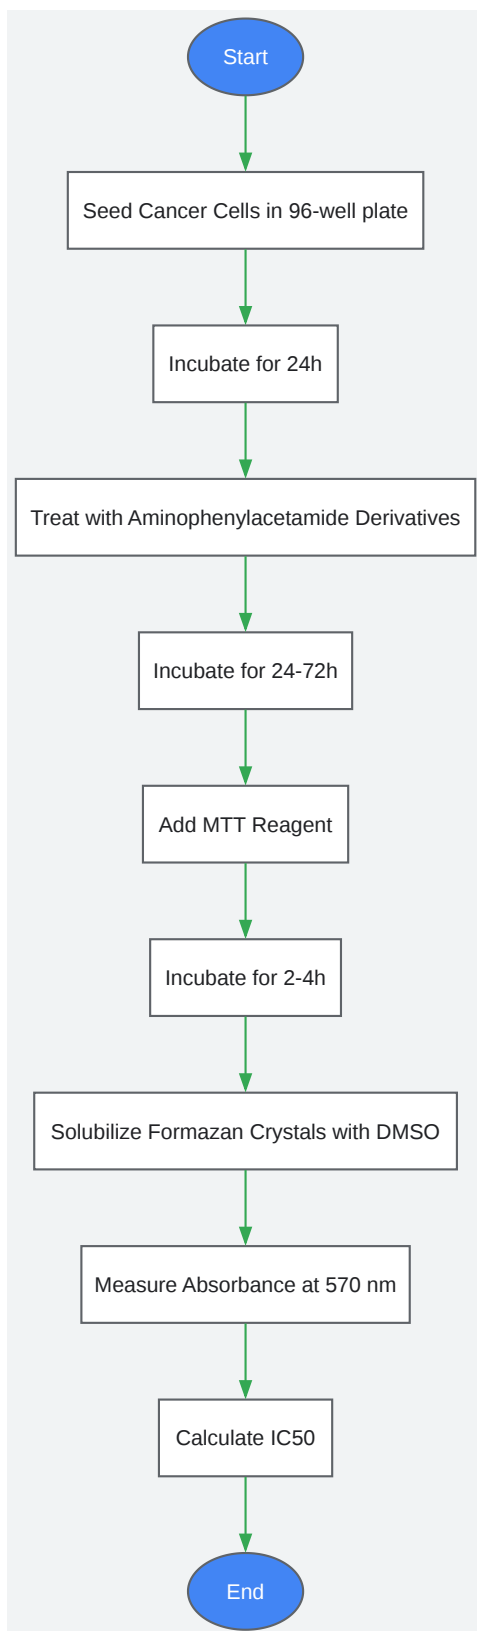 Start
Seed Cancer Cells in 96-well plate
Incubate for 24h
Treat with Aminophenylacetamide Derivatives
Incubate for 24-72h
Add MTT Reagent
Incubate for 2-4h
Solubilize Formazan Crystals with DMSO
Measure Absorbance at 570 nm
Calculate IC50
End